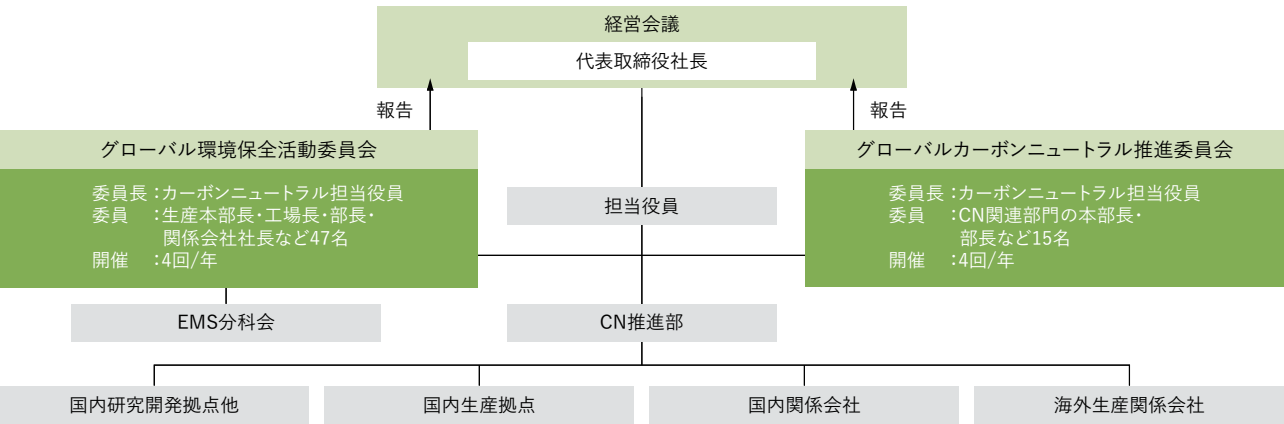 経営会議
代表取締役社長
報告
報告
グローバル環境保全活動委員会
委員長：カーボンニュートラル担当役員
委員　：生産本部長・工場長・部長・
関係会社社長など47名
開催　：4回/年
グローバルカーボンニュートラル推進委員会
委員長：カーボンニュートラル担当役員
委員　：CN関連部門の本部長・
部長など15名
開催　：4回/年
担当役員
EMS分科会
CN推進部
国内研究開発拠点他
国内生産拠点
国内関係会社
海外生産関係会社